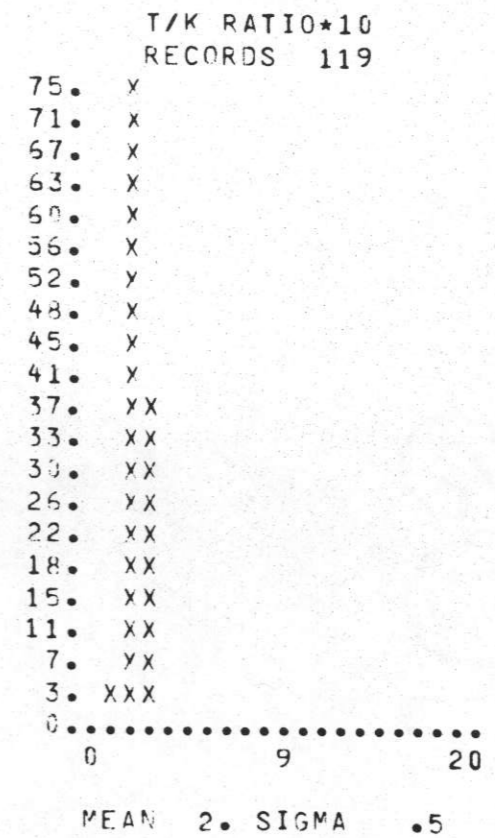 T/K RATIO*10
RECORDS 119
75. X
71. X
67. X
63. X
60. X
56. X
52. X
48. X
45. X
41. X
37. XX
33. XX
30. XX
26. XX
22. XX
18. XX
15. XX
11. XX
7. XX
3. XXX
0..................
0 9 20
MEAN 2. SIGMA .5